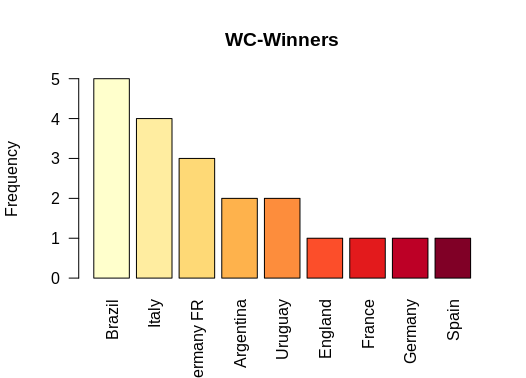 WC-Winners
Frequency
5
4
3
2
1
0
Brazil
Italy
ermany FR
Argentina
Uruguay
England
France
Germany
Spain